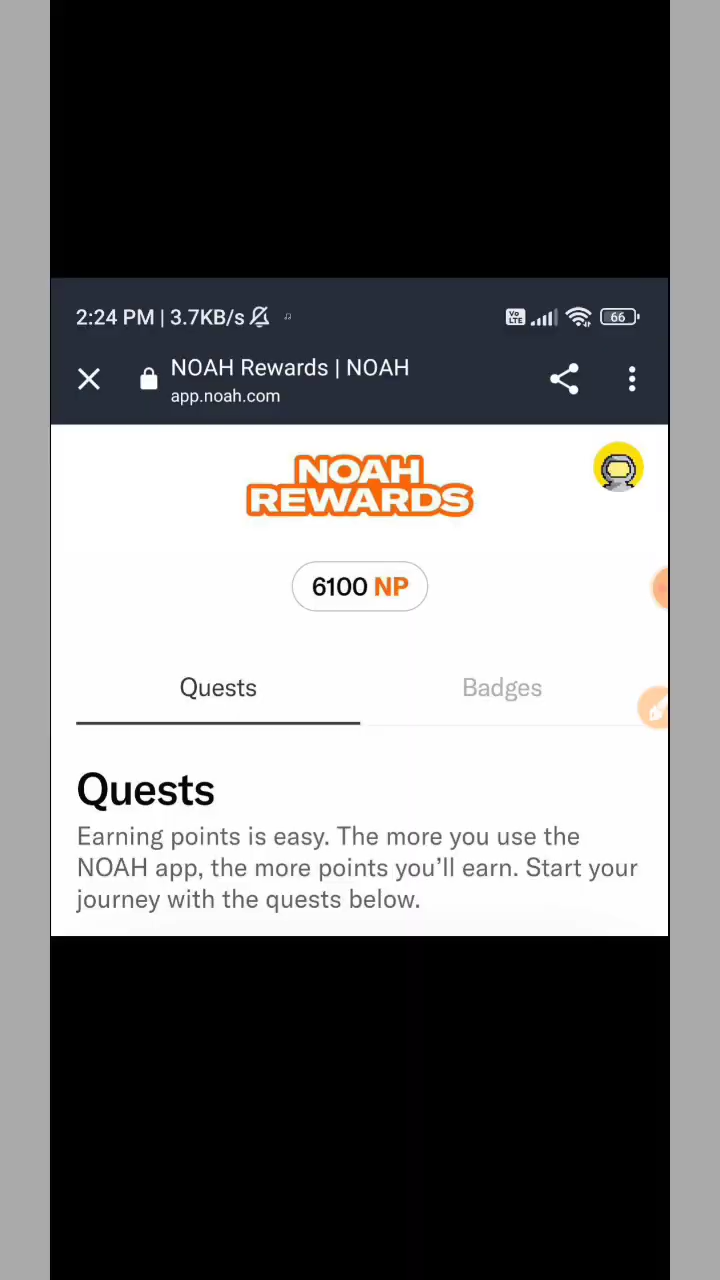 2:24 PM | 3.7KB/s
Vo LTE
66
NOAH Rewards | NOAH
app.noah.com
NOAH
REWARDS
6100 NP
Quests
Badges
Quests
Earning points is easy. The more you use the
NOAH app, the more points you’ll earn. Start your
journey with the quests below.